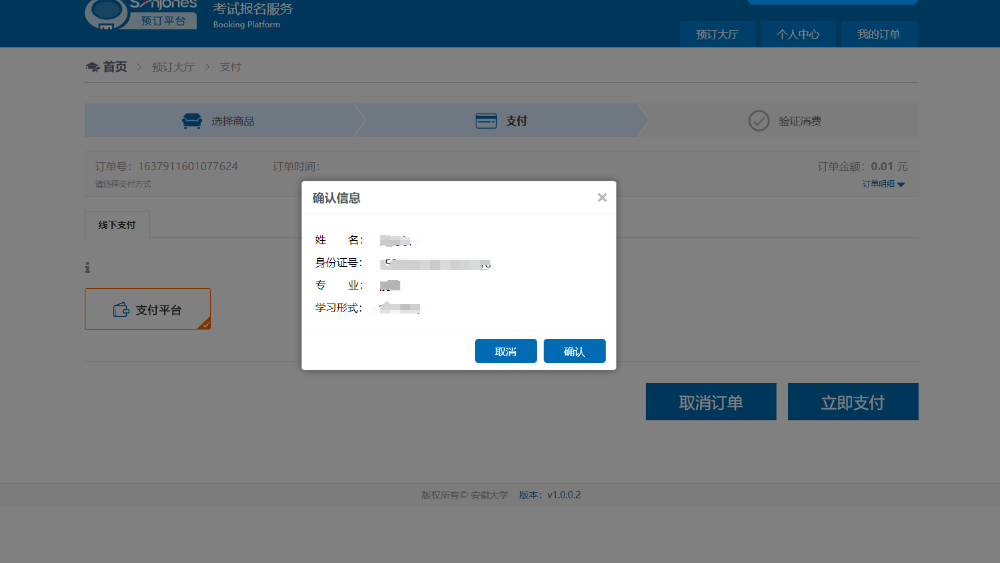 预订平台
考试报名服务
Booking Platform
预订大厅
个人中心
我的订单
首页 > 预订大厅 > 支付
选择商品
支付
验证消费
订单号：1637911601077624
订单时间：
订单金额：0.01 元
请选择支付方式
订单明细
线下支付
支付平台
确认信息
姓 名：
身份证号：
专 业：
学习形式：
取消
确认
取消订单
立即支付
版权所有© 安徽大学 版本：v1.0.0.2